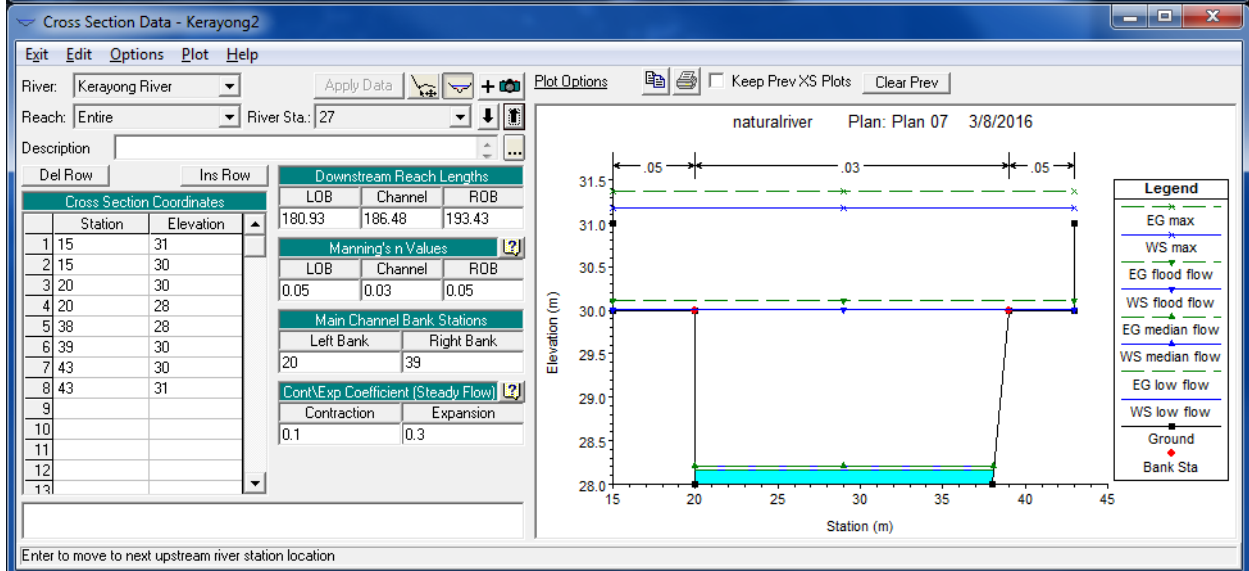 Cross Section Data - Kerayong2
Exit Edit Options Plot Help
River: Kerayong River Apply Data
Reach: Entire River Sta.: 27
Description ...
Del Row Ins Row
Cross Section Coordinates
Station Elevation
1 15 31
2 15 30
3 20 30
4 20 28
5 38 28
6 39 30
7 43 30
8 43 31
9
10
11
12
13
Downstream Reach Lengths
LOB Channel ROB
180.93 186.48 193.43
Manning's n Values
LOB Channel ROB
0.05 0.03 0.05
Main Channel Bank Stations
Left Bank Right Bank
20 39
Cont\Exp Coefficient (Steady Flow)
Contraction Expansion
0.1 0.3
Plot Options Keep Prev XS Plots Clear Prev
naturalriver Plan: Plan 07 3/8/2016
.05 .03 .05
31.5
31.0
30.5
30.0
29.5
29.0
28.5
28.0
Elevation (m)
15 20 25 30 35 40 45
Station (m)
Legend
EG max
WS max
EG flood flow
WS flood flow
EG median flow
WS median flow
EG low flow
WS low flow
Ground
Bank Sta
Enter to move to next upstream river station location